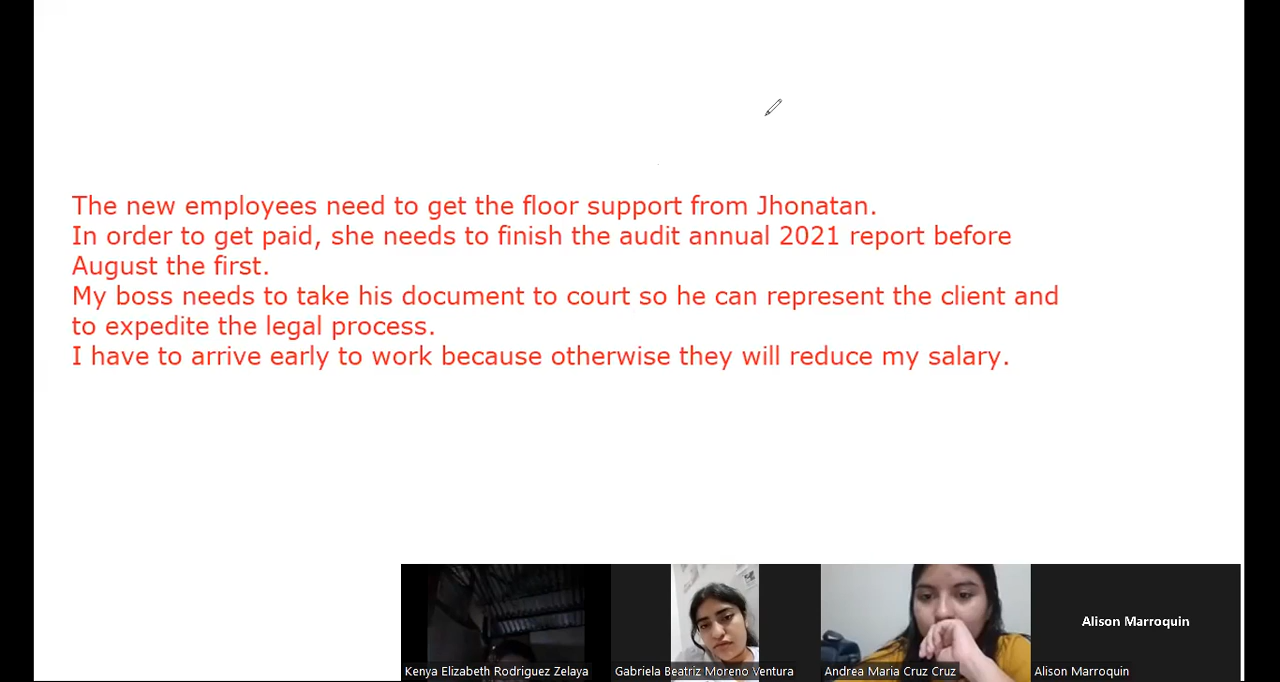 The new employees need to get the floor support from Jhonatan.
In order to get paid, she needs to finish the audit annual 2021 report before
August the first.
My boss needs to take his document to court so he can represent the client and
to expedite the legal process.
I have to arrive early to work because otherwise they will reduce my salary.
Alison Marroquin
Kenya Elizabeth Rodriguez Zelaya
Gabriela Beatriz Moreno Ventura
Andrea Maria Cruz Cruz
Alison Marroquin